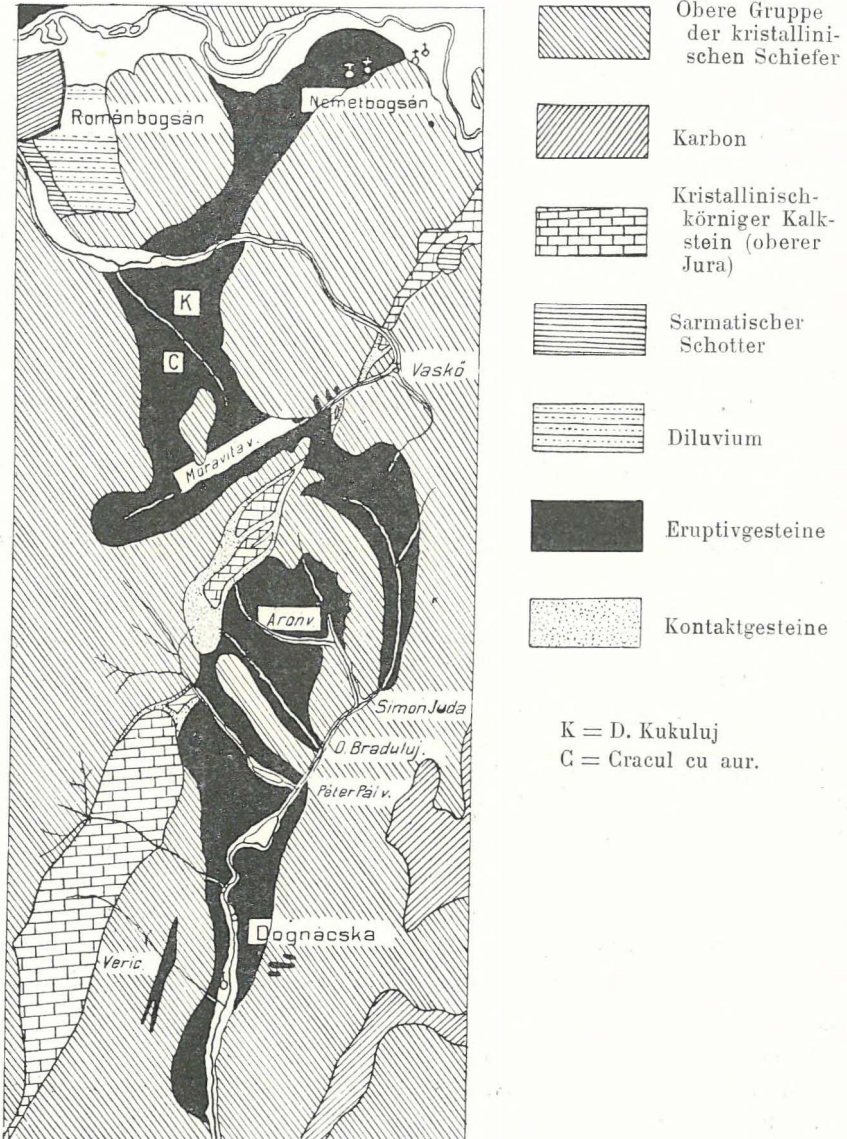 Románbogsán
Németbogsán
K
C
Vaskő
Moravita v.
Aron v.
Simon Juda
O. Braduluj.
Péter Pál v.
Dognácska
Veric.
Obere Gruppe
der kristallini-
schen Schiefer
Karbon
Kristallinisch-
körniger Kalk-
stein (oberer
Jura)
Sarmatischer
Schotter
Diluvium
Eruptivgesteine
Kontaktgesteine
K = D. Kukuluj
C = Cracul cu aur.